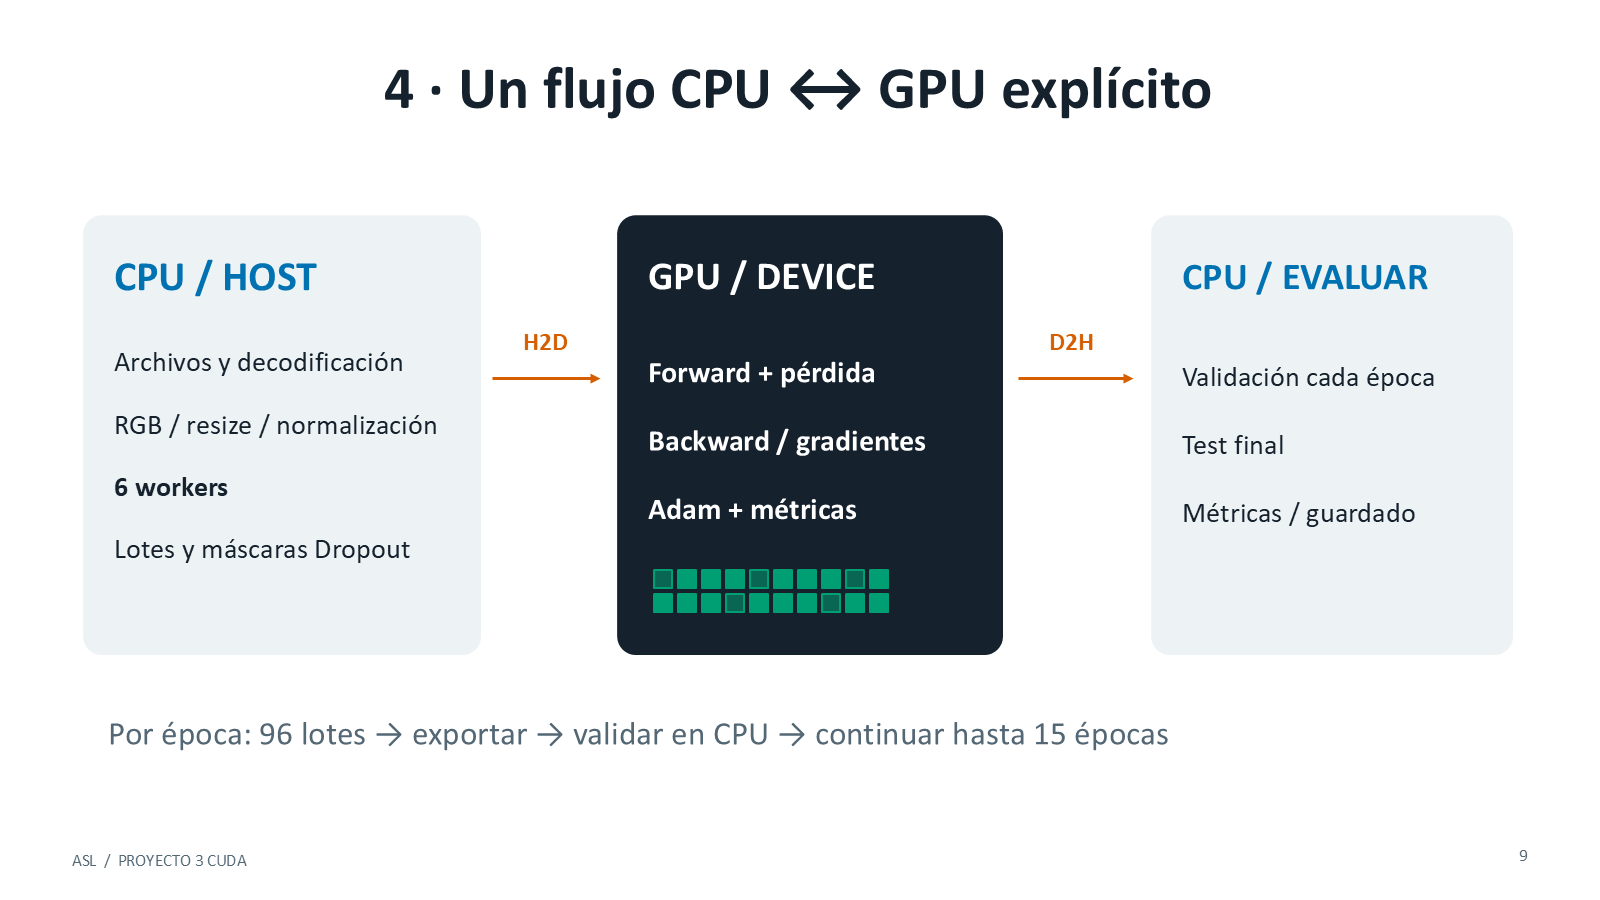 4 · Un flujo CPU ↔ GPU explícito
CPU / HOST
Archivos y decodificación
RGB / resize / normalización
6 workers
Lotes y máscaras Dropout
H2D
GPU / DEVICE
Forward + pérdida
Backward / gradientes
Adam + métricas
D2H
CPU / EVALUAR
Validación cada época
Test final
Métricas / guardado
Por época: 96 lotes → exportar → validar en CPU → continuar hasta 15 épocas
ASL / PROYECTO 3 CUDA
9